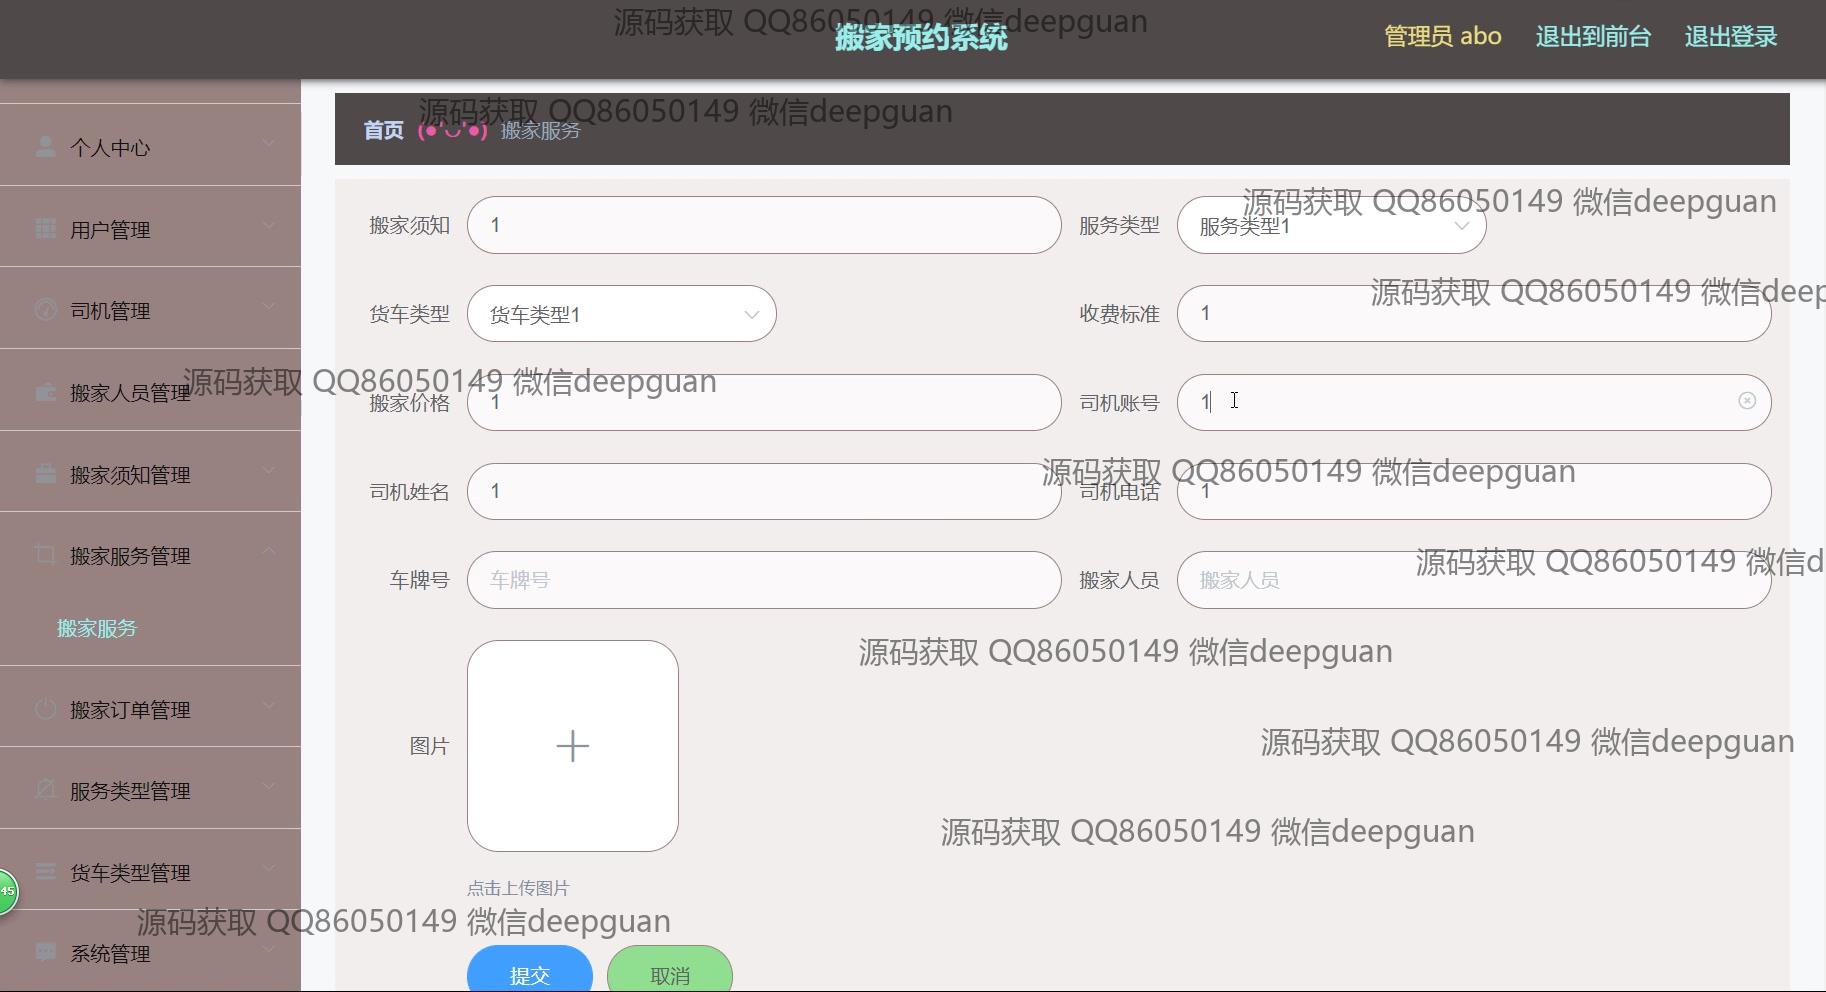 源码获取 QQ86050149 微信deepguan
搬家预约系统
管理员 abo
退出到前台
退出登录
源码获取 QQ86050149 微信deepguan
首页 (●'◡'●) 搬家服务
个人中心
用户管理
司机管理
搬家人员管理
搬家须知管理
搬家服务管理
搬家服务
搬家订单管理
服务类型管理
货车类型管理
系统管理
45
源码获取 QQ86050149 微信deepguan
搬家须知 1
服务类型 服务类型1
源码获取 QQ86050149 微信deep
货车类型 货车类型1
收费标准 1
源码获取 QQ86050149 微信deepguan
搬家价格 1
司机账号 1
源码获取 QQ86050149 微信deepguan
司机姓名 1
司机电话 1
源码获取 QQ86050149 微信d
车牌号 车牌号
搬家人员 搬家人员
源码获取 QQ86050149 微信deepguan
图片
源码获取 QQ86050149 微信deepguan
源码获取 QQ86050149 微信deepguan
点击上传图片
源码获取 QQ86050149 微信deepguan
提交
取消